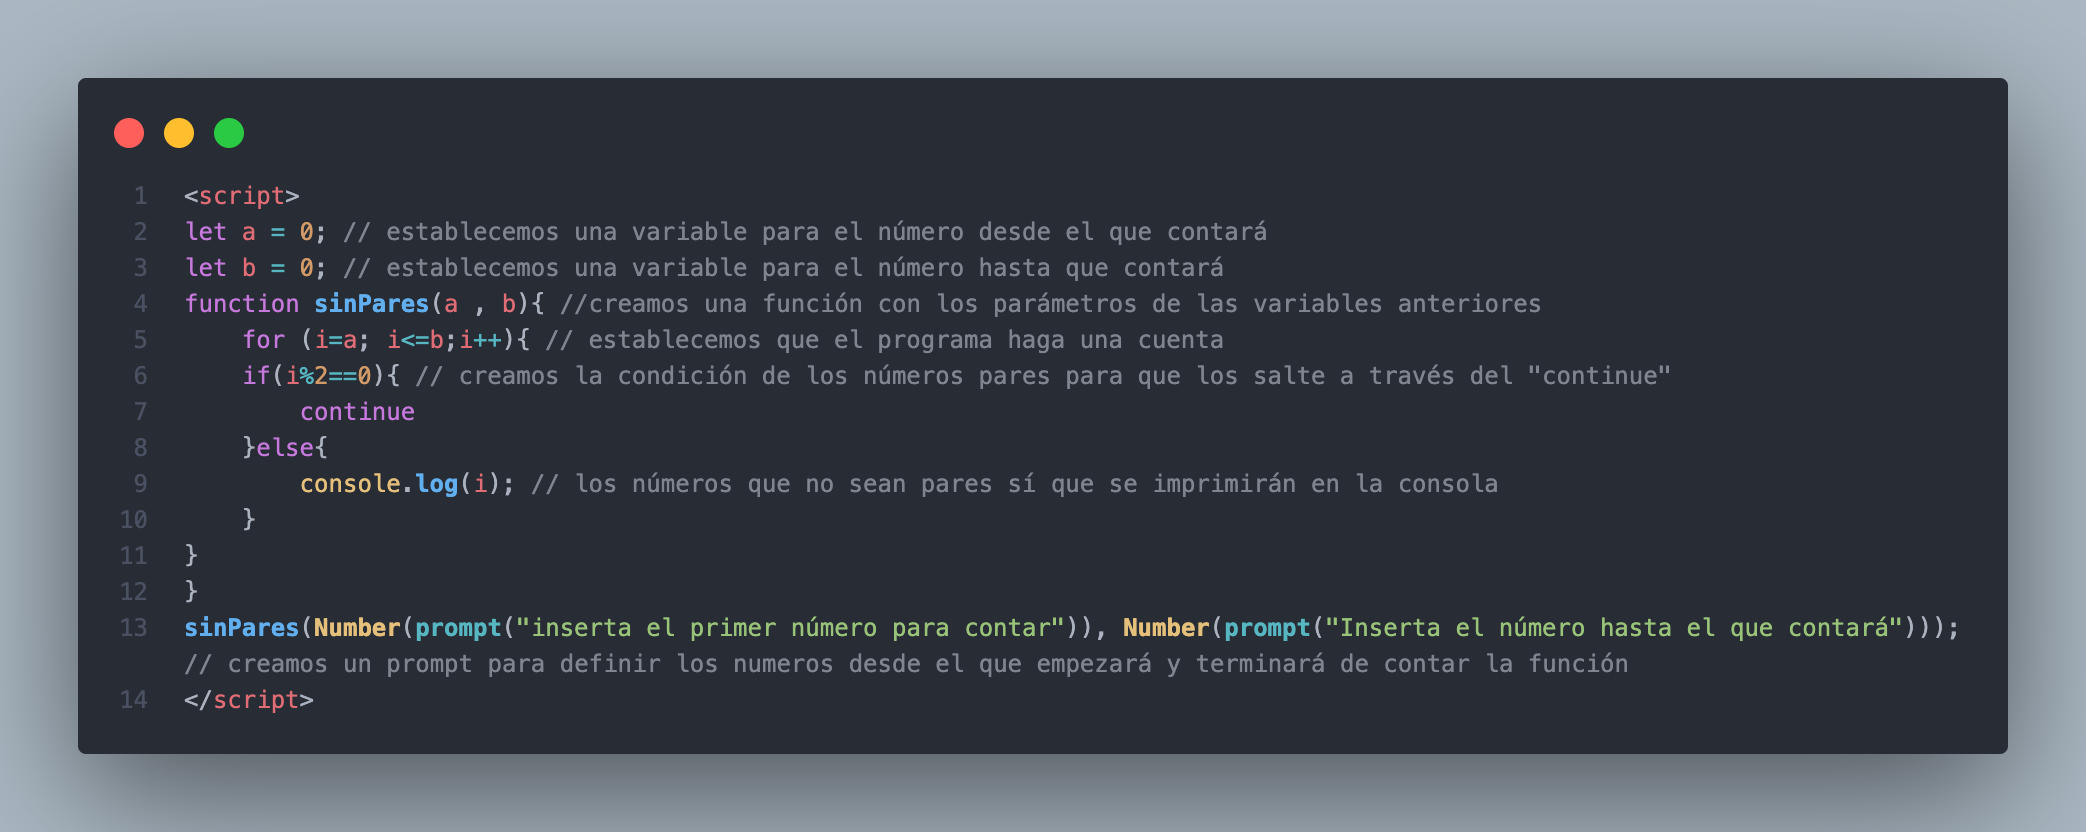 1 <script>
2 let a = 0; // establecemos una variable para el número desde el que contará
3 let b = 0; // establecemos una variable para el número hasta que contará
4 function sinPares(a , b){ //creamos una función con los parámetros de las variables anteriores
5     for (i=a; i<=b;i++){ // establecemos que el programa haga una cuenta
6     if(i%2==0){ // creamos la condición de los números pares para que los salte a través del "continue"
7         continue
8     }else{
9         console.log(i); // los números que no sean pares sí que se imprimirán en la consola
10     }
11 }
12 }
13 sinPares(Number(prompt("inserta el primer número para contar")), Number(prompt("Inserta el número hasta el que contará")));
// creamos un prompt para definir los numeros desde el que empezará y terminará de contar la función
14 </script>